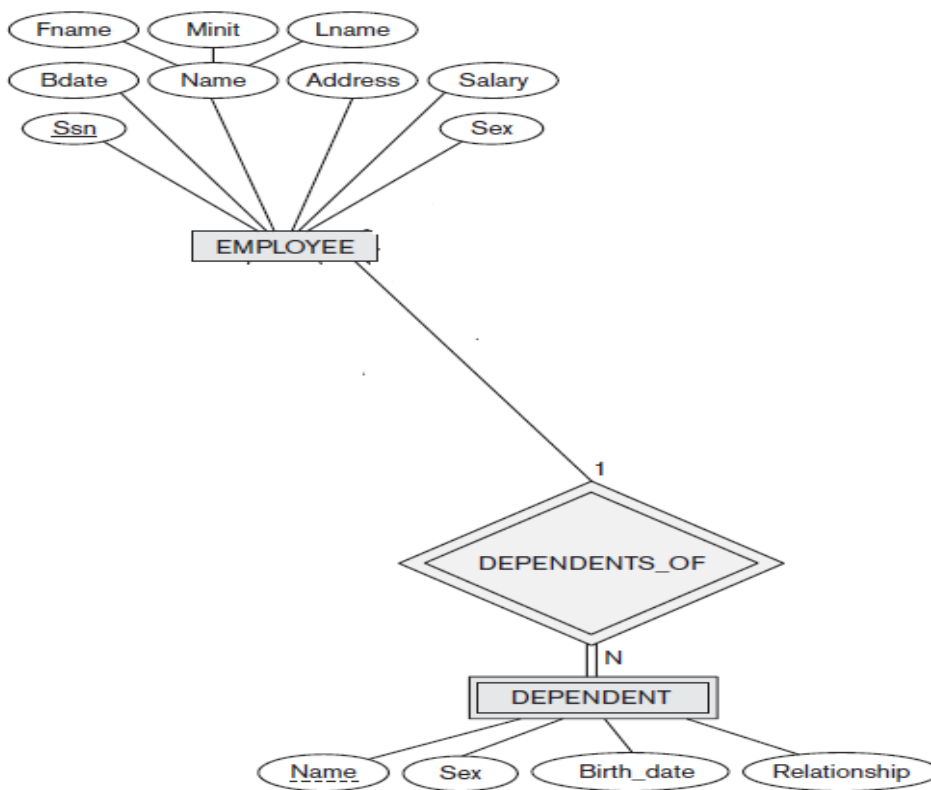 Fname Minit Lname
Bdate Name Address Salary
Ssn Sex
EMPLOYEE
1
DEPENDENTS_OF
N
DEPENDENT
Name Sex Birth_date Relationship